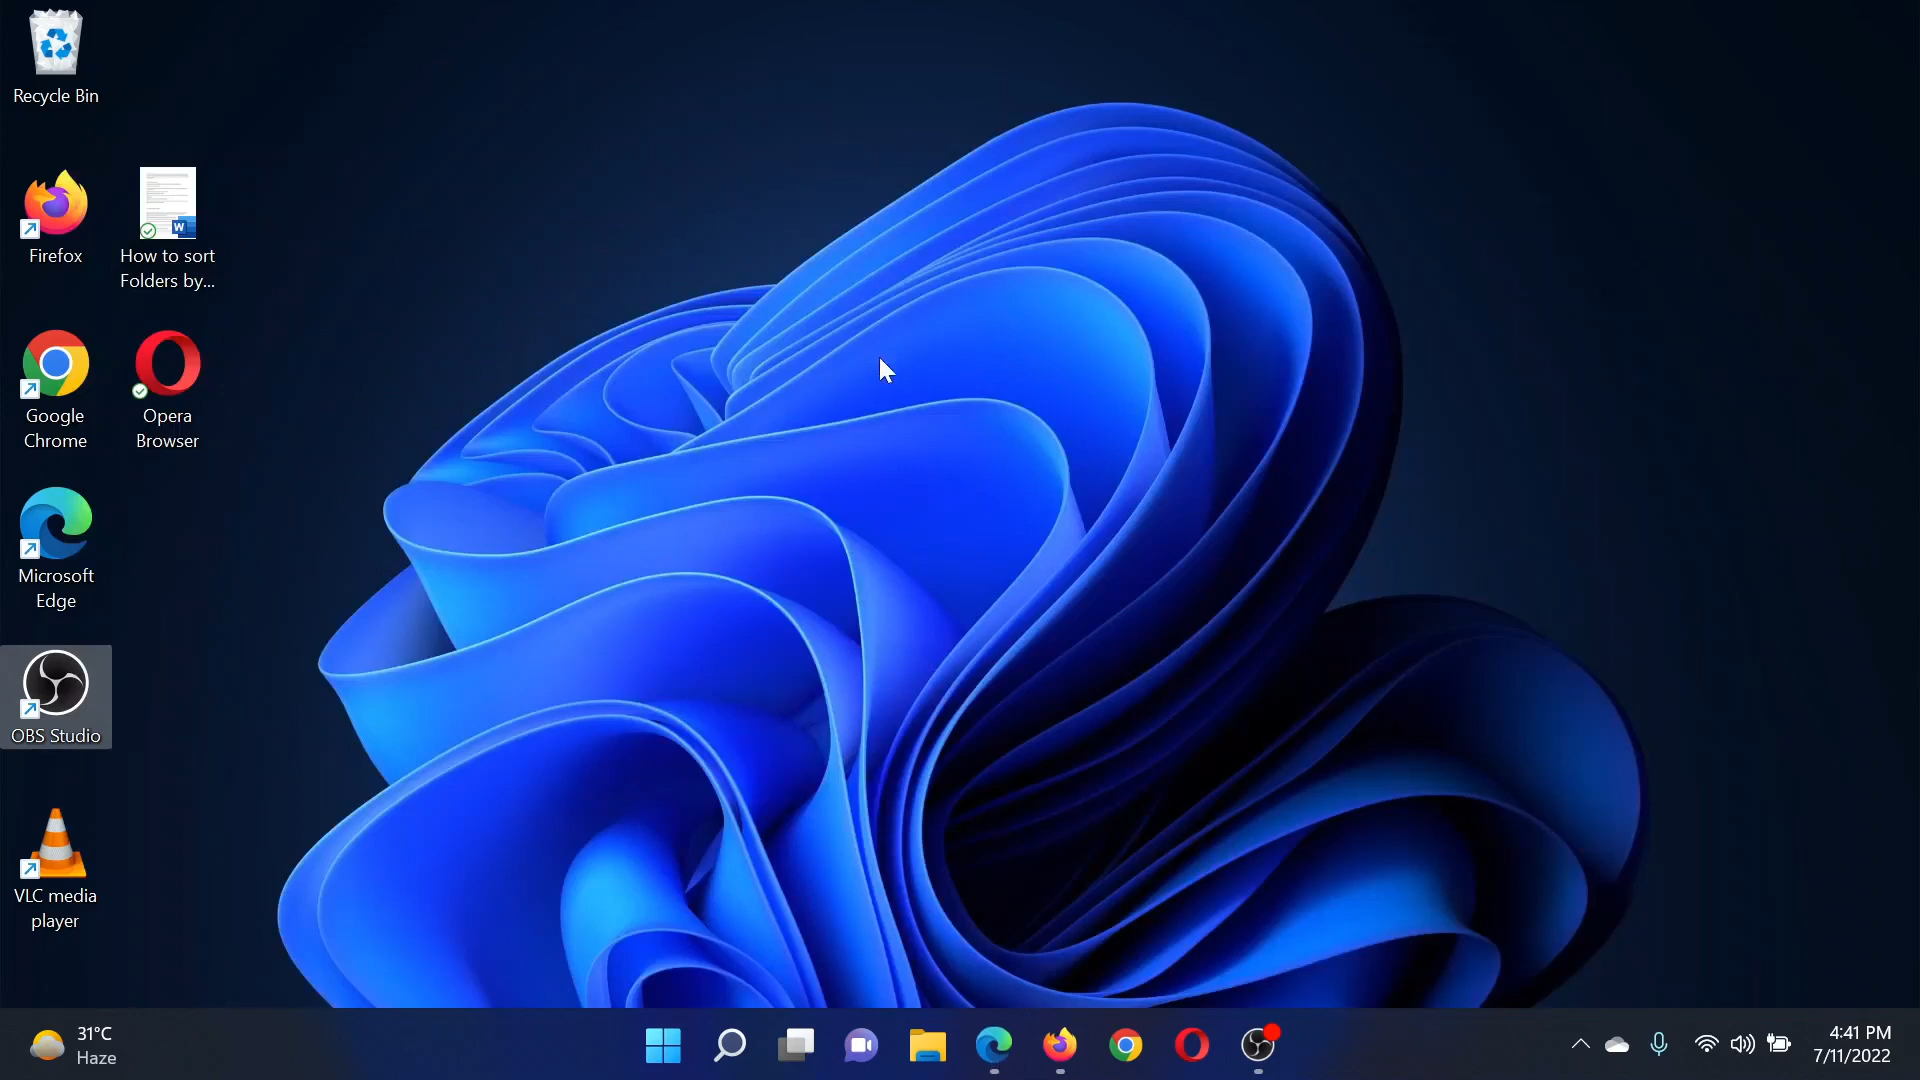 Recycle Bin
Firefox
How to sort
Folders by...
Google
Chrome
Opera
Browser
Microsoft
Edge
OBS Studio
VLC media
player
31°C
Haze
4:41 PM
7/11/2022